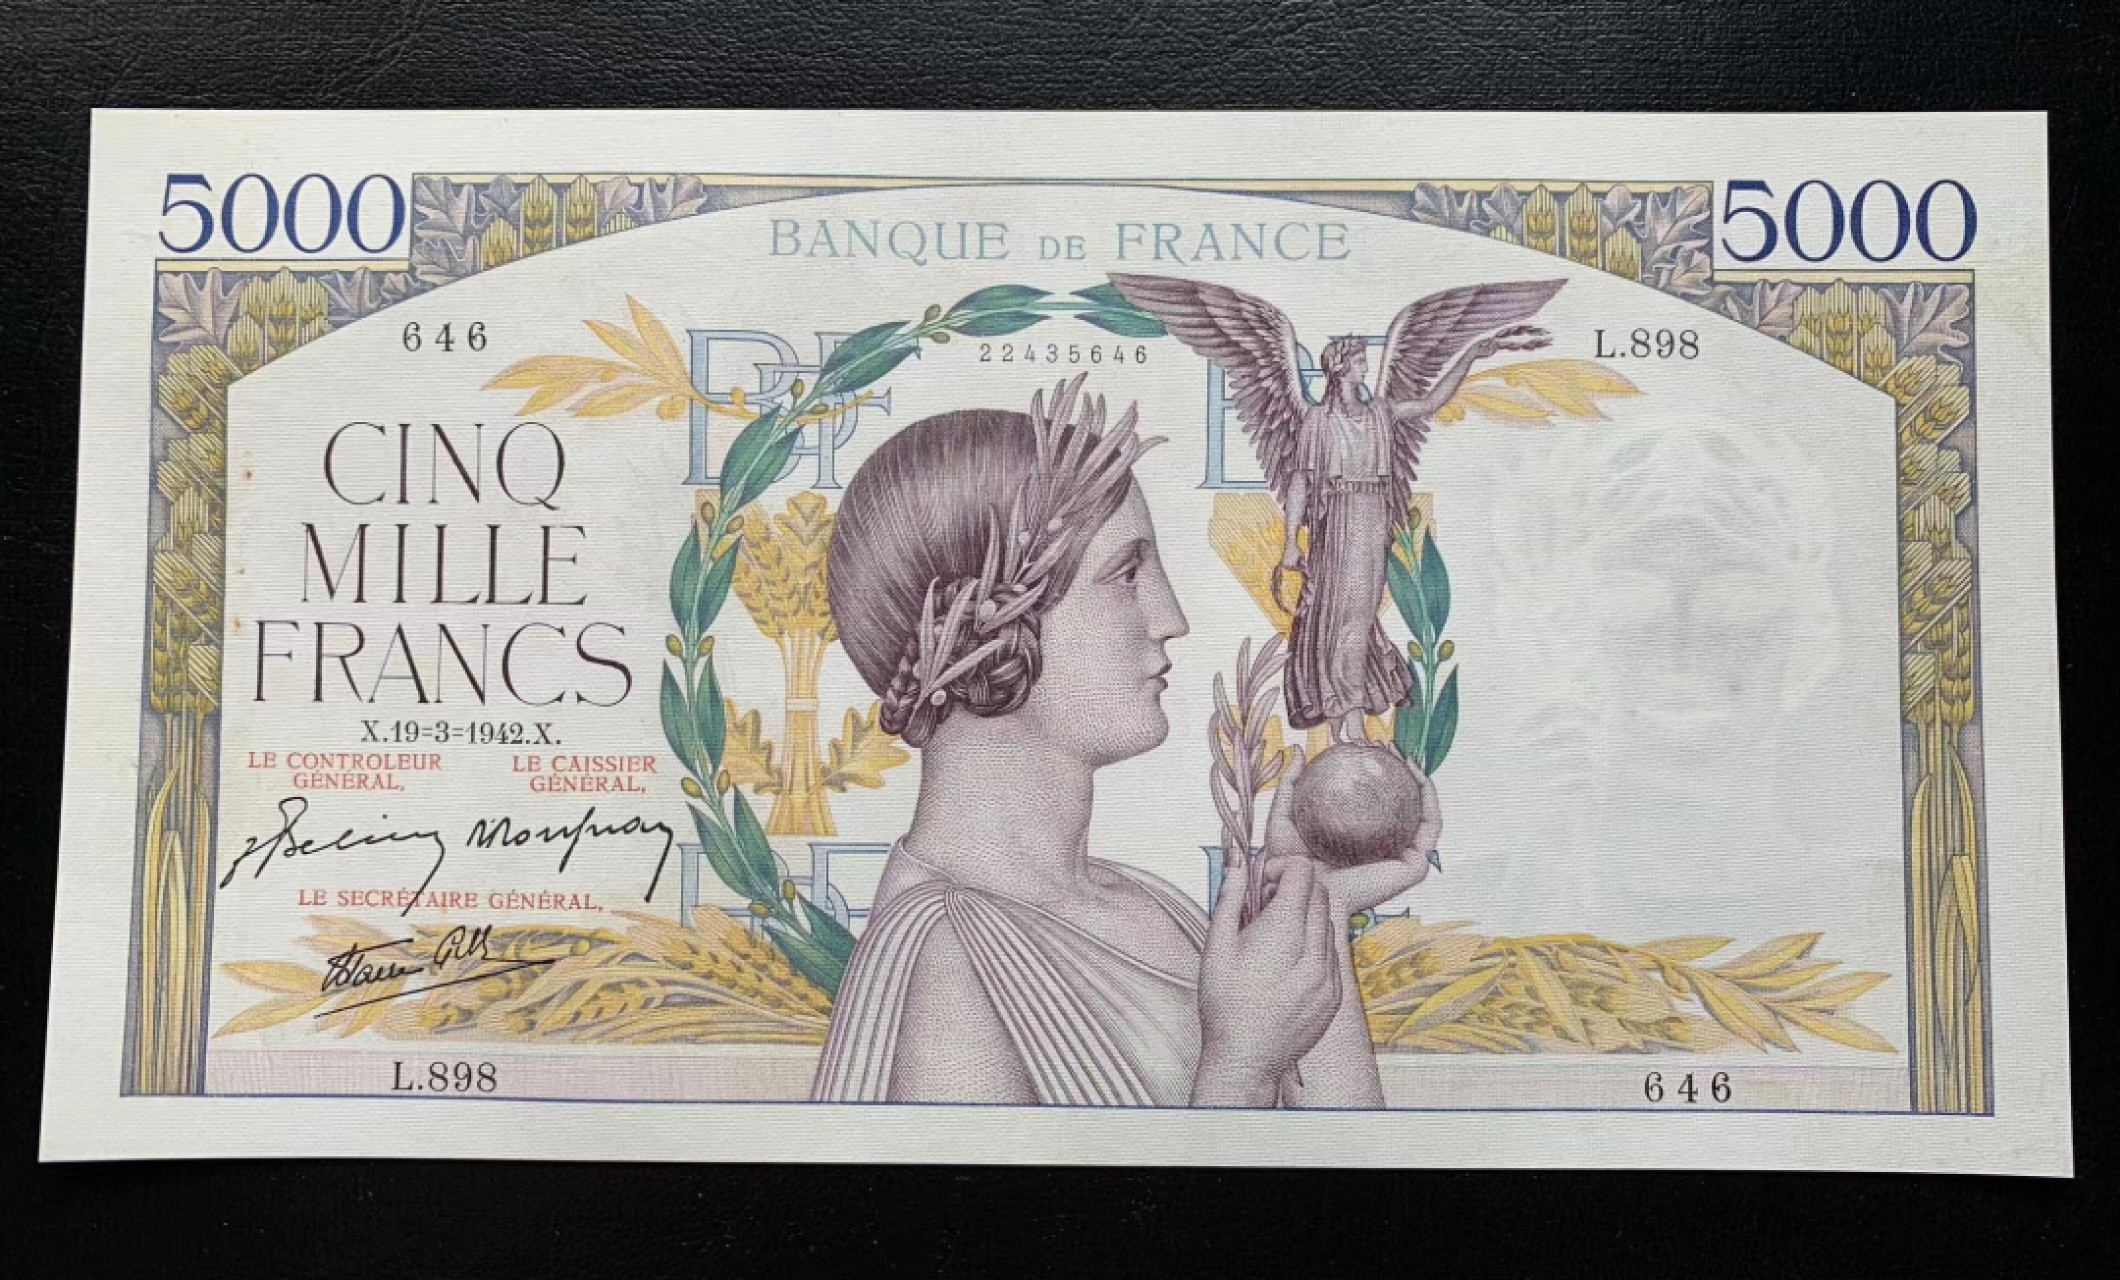 5000 5000
BANQUE DE FRANCE
646 22435646 L.898
CINQ
MILLE
FRANCS
X.19=3=1942.X.
LE CONTROLEUR GÉNÉRAL,
LE CAISSIER GÉNÉRAL,
LE SECRÉTAIRE GÉNÉRAL,
L.898 646